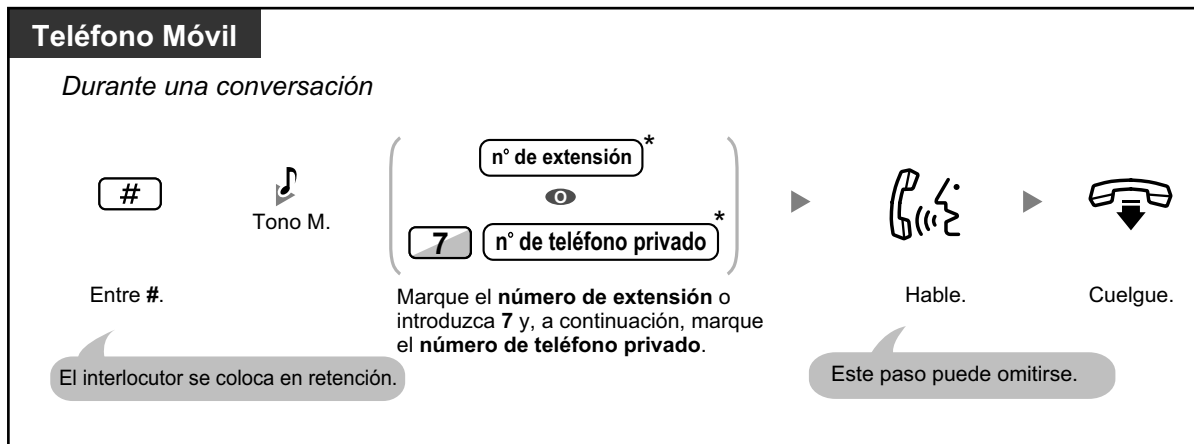 Teléfono Móvil
Durante una conversación
#
Tono M.
n° de extensión*
o
7 n° de teléfono privado*
Entre #.
El interlocutor se coloca en retención.
Marque el número de extensión o
introduzca 7 y, a continuación, marque
el número de teléfono privado.
Hable.
Este paso puede omitirse.
Cuelgue.